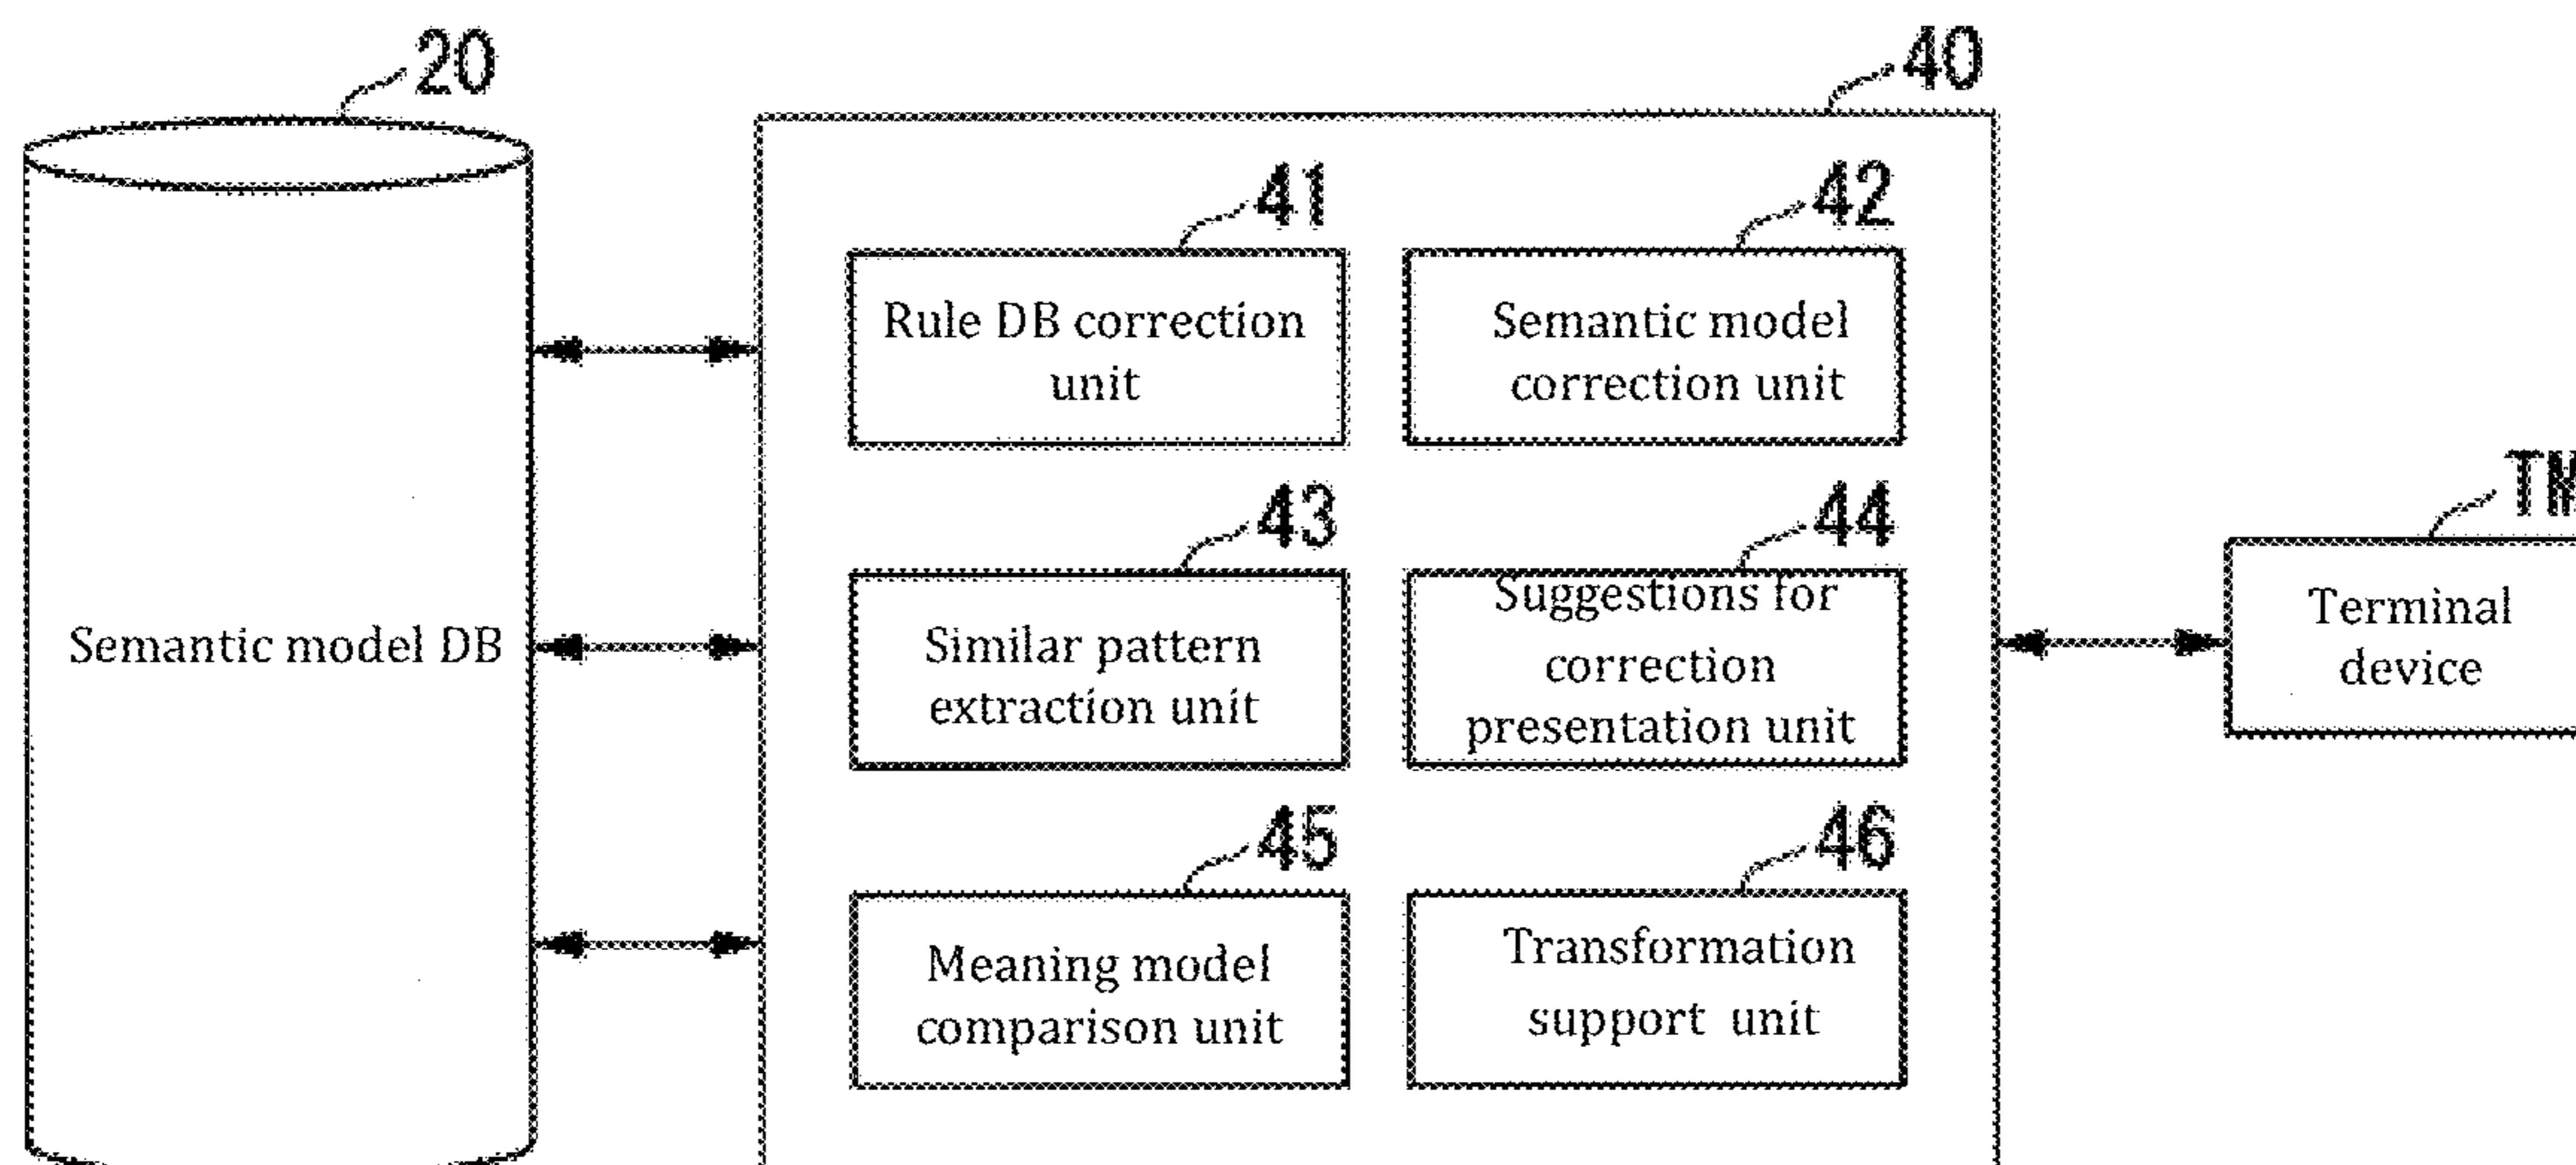 20
40
41
42
Rule DB correction
unit
Semantic model
correction unit
43
44
TM
Semantic model DB
Similar pattern
extraction unit
Suggestions for
correction
presentation unit
Terminal
device
45
46
Meaning model
comparison unit
Transformation
support unit